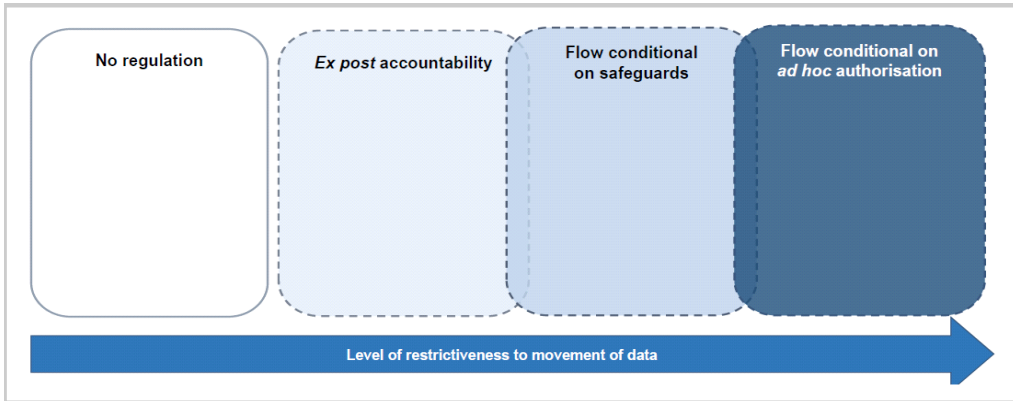 No regulation
Ex post accountability
Flow conditional
on safeguards
Flow conditional on
ad hoc authorisation
Level of restrictiveness to movement of data